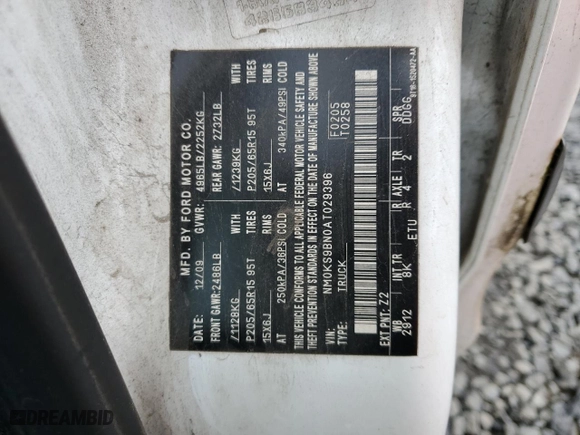 MFD. BY FORD MOTOR CO.
DATE: 12/09 GVWR: 4965LB/2252KG
FRONT GAWR: 2486LB REAR GAWR: 2732LB
/1128KG WITH /1239KG WITH
P205/65R15 95T TIRES P205/65R15 95T TIRES
15X6J RIMS 15X6J RIMS
AT 250kPA/36PSI COLD AT 340kPA/49PSI COLD
THIS VEHICLE CONFORMS TO ALL APPLICABLE FEDERAL MOTOR VEHICLE SAFETY AND
THEFT PREVENTION STANDARDS IN EFFECT ON THE DATE OF MANUFACTURE SHOWN ABOVE
VIN: NM0KS9BN0AT029396 F0205
TYPE: TRUCK T0258
EXT PNT: Z2
WB INT TR R AXLE TR SPR
2912 8K ETU R 4 2 DDGG
DREAMBID